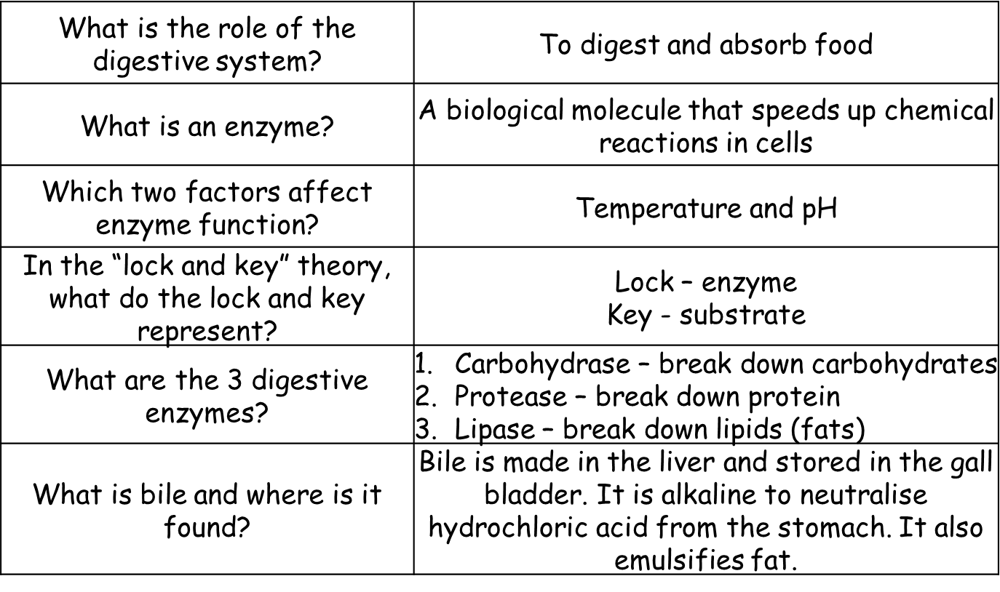 What is the role of the
digestive system?
To digest and absorb food
What is an enzyme?
A biological molecule that speeds up chemical
reactions in cells
Which two factors affect
enzyme function?
Temperature and pH
In the “lock and key” theory,
what do the lock and key
represent?
Lock – enzyme
Key - substrate
What are the 3 digestive
enzymes?
1. Carbohydrase – break down carbohydrates
2. Protease – break down protein
3. Lipase – break down lipids (fats)
What is bile and where is it
found?
Bile is made in the liver and stored in the gall
bladder. It is alkaline to neutralise
hydrochloric acid from the stomach. It also
emulsifies fat.